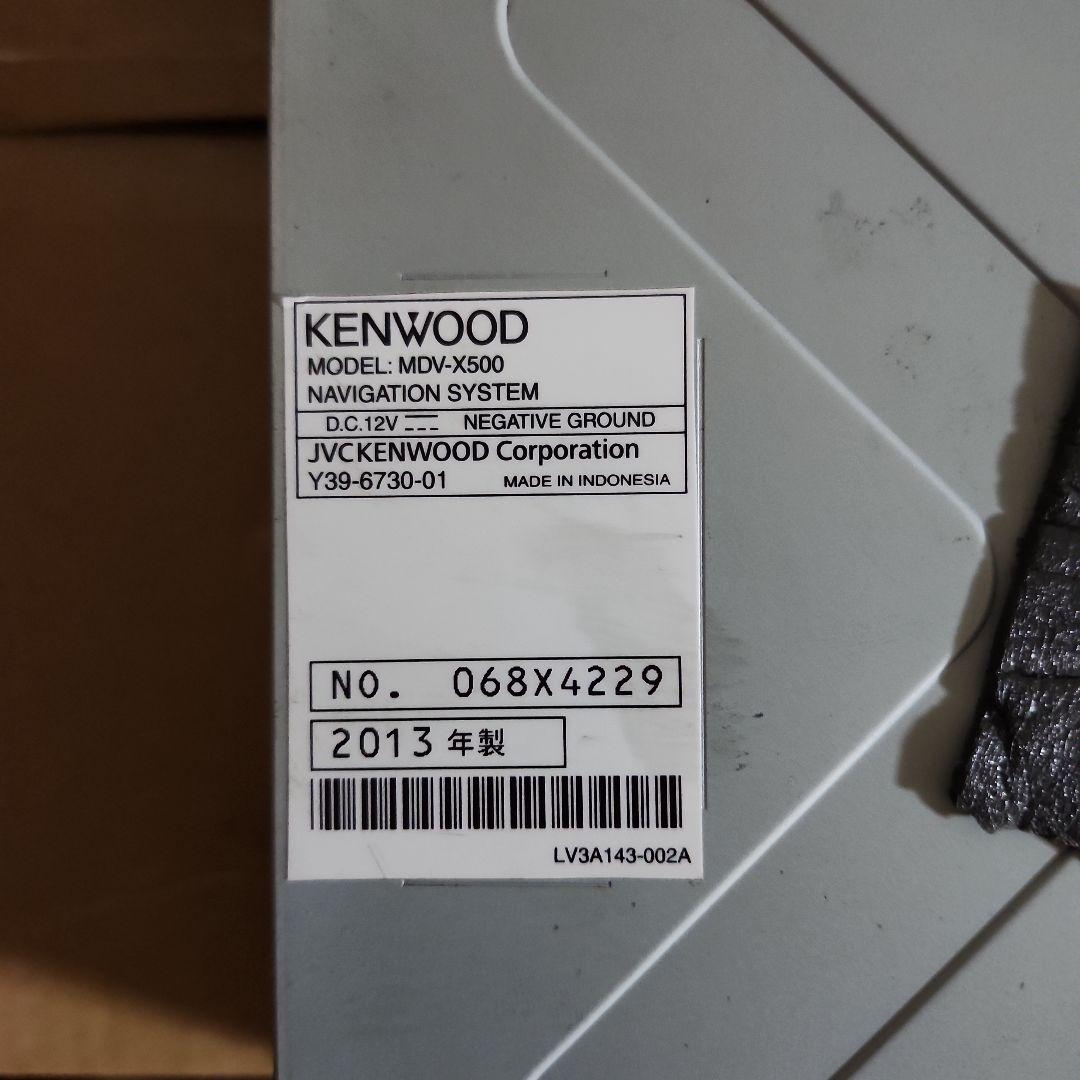 KENWOOD
MODEL: MDV-X500
NAVIGATION SYSTEM
D.C.12V ⎓ NEGATIVE GROUND
JVCKENWOOD Corporation
Y39-6730-01 MADE IN INDONESIA
NO. 068X4229
2013年製
LV3A143-002A